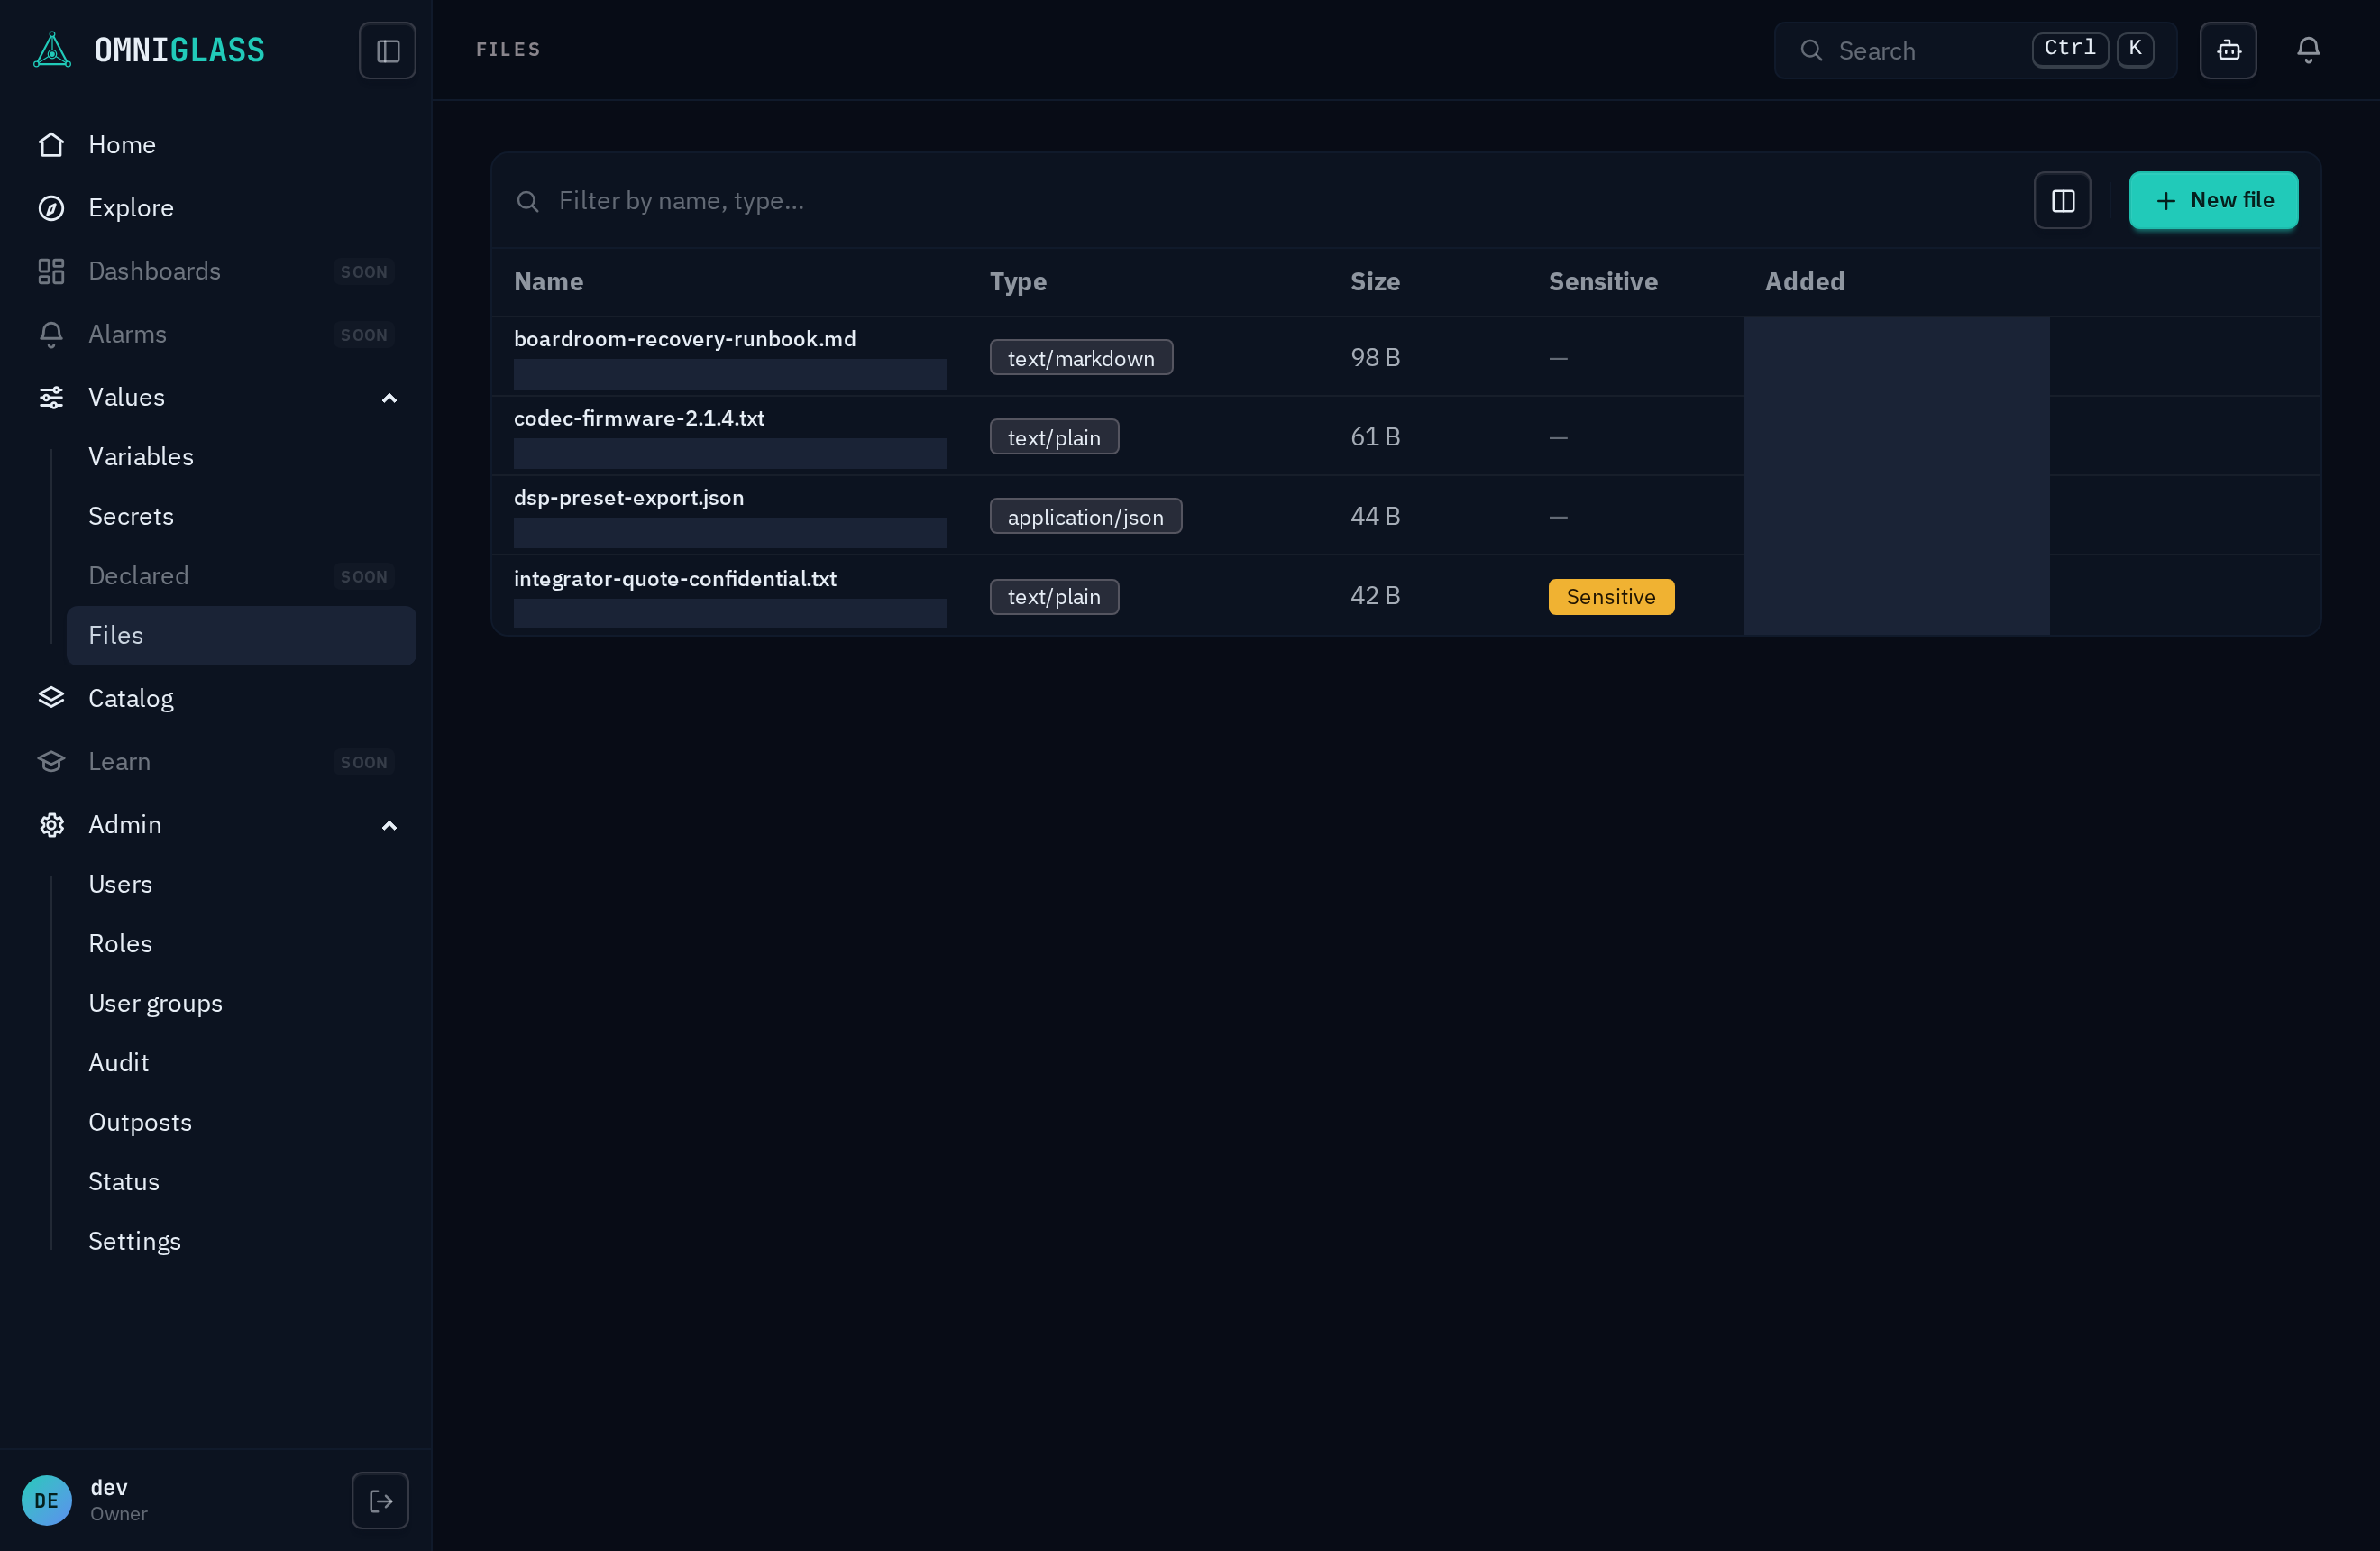 OMNIGLASS
FILES
Search Ctrl K
Home
Explore
Dashboards SOON
Alarms SOON
Values
Variables
Secrets
Declared SOON
Files
Catalog
Learn SOON
Admin
Users
Roles
User groups
Audit
Outposts
Status
Settings
DE dev
Owner
Filter by name, type...
New file
Name Type Size Sensitive Added
boardroom-recovery-runbook.md text/markdown 98 B —
codec-firmware-2.1.4.txt text/plain 61 B —
dsp-preset-export.json application/json 44 B —
integrator-quote-confidential.txt text/plain 42 B Sensitive